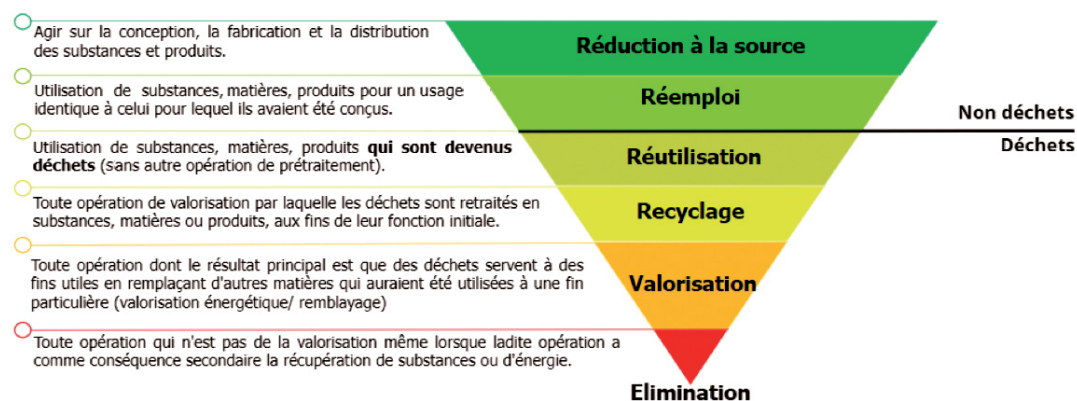 Agir sur la conception, la fabrication et la distribution
des substances et produits.
Réduction à la source
Utilisation de substances, matières, produits pour un usage
identique à celui pour lequel ils avaient été conçus.
Réemploi
Non déchets
Déchets
Utilisation de substances, matières, produits qui sont devenus
déchets (sans autre opération de prétraitement).
Réutilisation
Toute opération de valorisation par laquelle les déchets sont retraités en
substances, matières ou produits, aux fins de leur fonction initiale.
Recyclage
Toute opération dont le résultat principal est que des déchets servent à des
fins utiles en remplaçant d'autres matières qui auraient été utilisées à une fin
particulière (valorisation énergétique/ remblayage)
Valorisation
Toute opération qui n'est pas de la valorisation même lorsque ladite opération a
comme conséquence secondaire la récupération de substances ou d'énergie.
Elimination